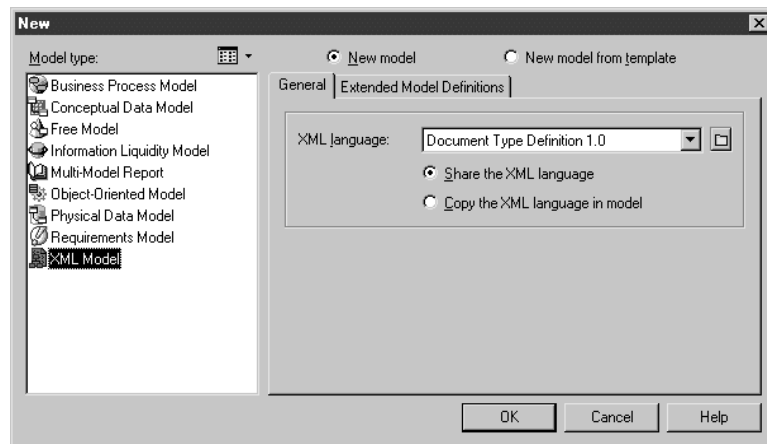 New
Model type:
New model
New model from template
Business Process Model
Conceptual Data Model
Free Model
Information Liquidity Model
Multi-Model Report
Object-Oriented Model
Physical Data Model
Requirements Model
XML Model
General
Extended Model Definitions
XML language:
Document Type Definition 1.0
Share the XML language
Copy the XML language in model
OK
Cancel
Help